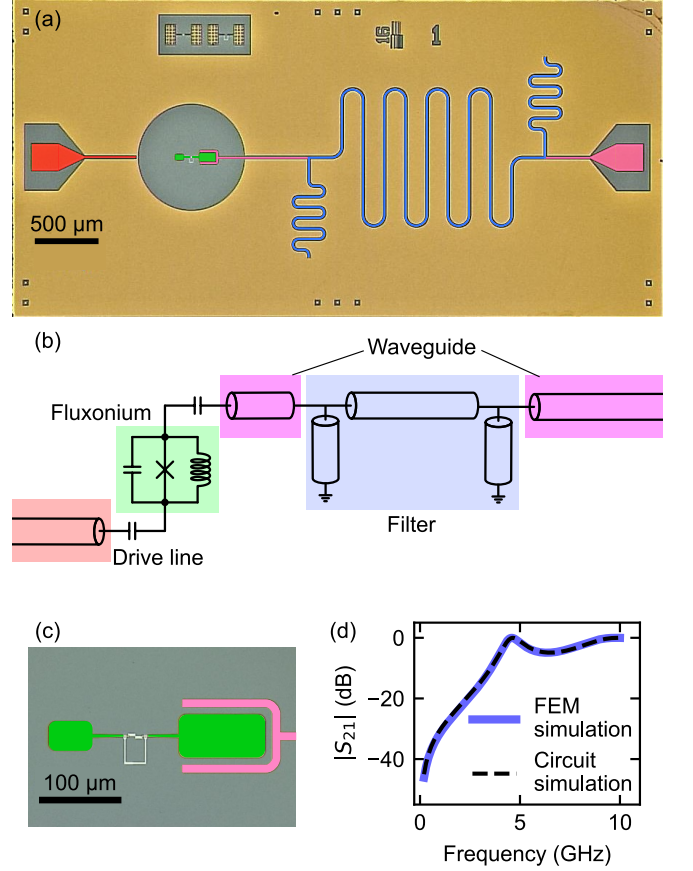 (a)
1
500 μm
(b)
Waveguide
Fluxonium
Filter
Drive line
(c)
100 μm
(d)
|S21| (dB)
0
−20
−40
FEM
simulation
Circuit
simulation
0
5
10
Frequency (GHz)